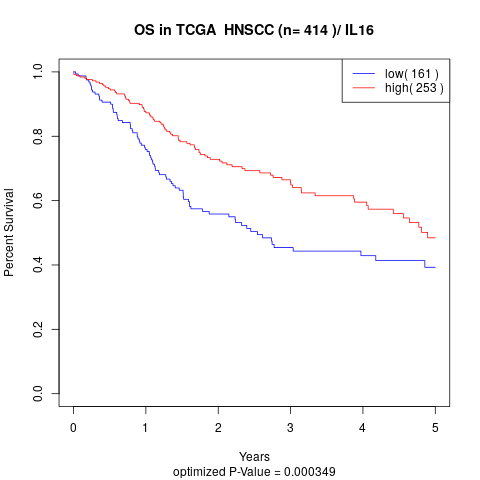 OS in TCGA  HNSCC (n= 414 )/ IL16
low( 161 )
high( 253 )
Percent Survival
1.0
0.8
0.6
0.4
0.2
0.0
0 1 2 3 4 5
Years
optimized P-Value = 0.000349